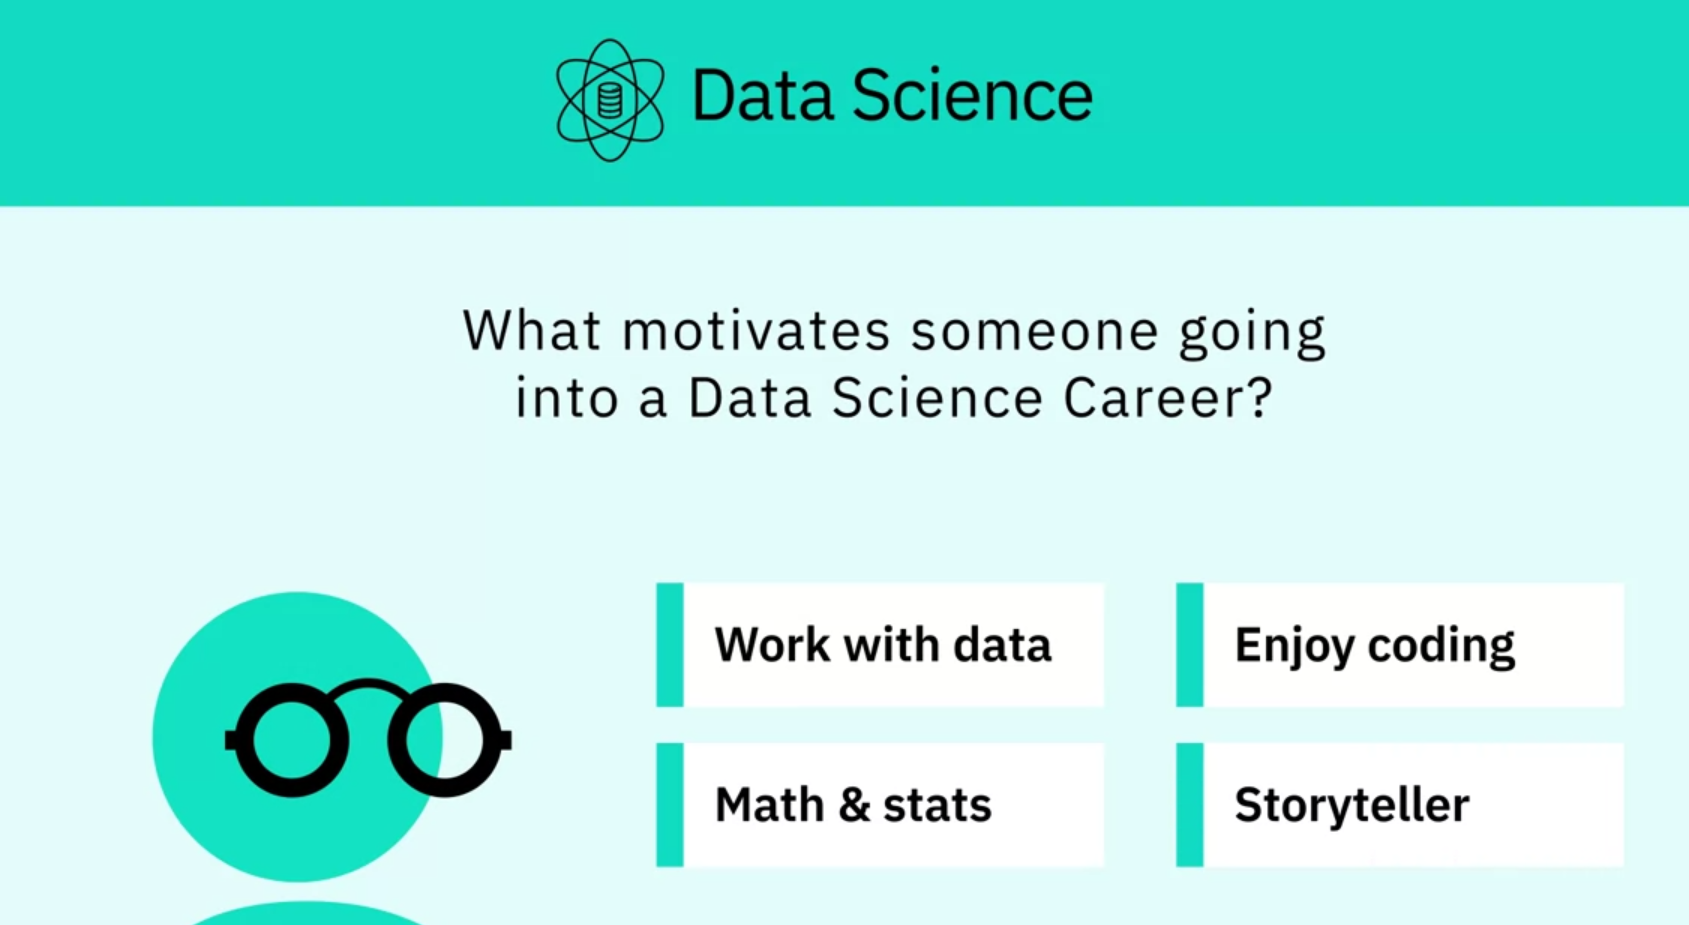 Data Science
What motivates someone going
into a Data Science Career?
Work with data
Enjoy coding
Math & stats
Storyteller